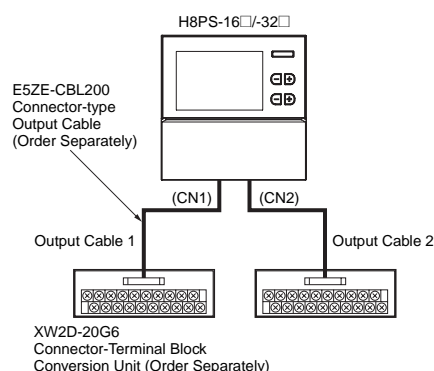 H8PS-16□/-32□
E5ZE-CBL200
Connector-type
Output Cable
(Order Separately)
(CN1)
(CN2)
Output Cable 1
Output Cable 2
XW2D-20G6
Connector-Terminal Block
Conversion Unit (Order Separately)